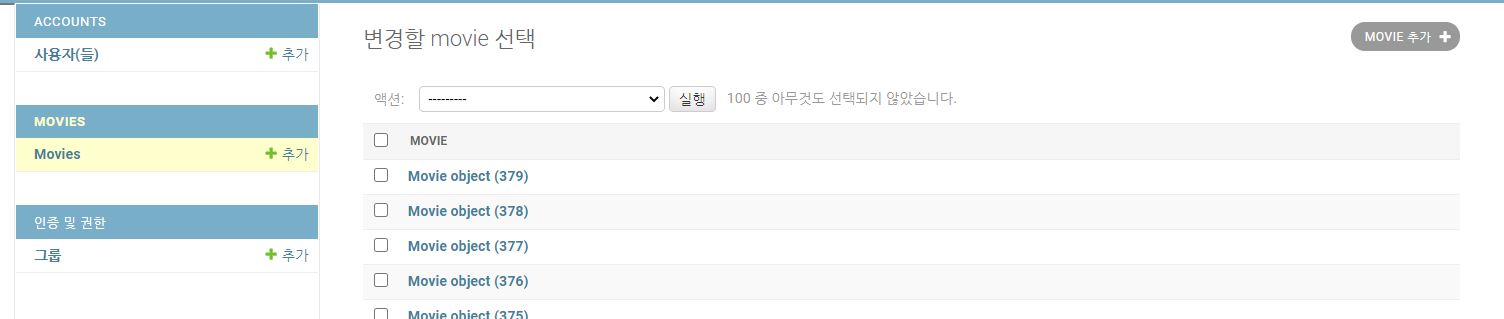 ACCOUNTS
사용자(들) 추가
MOVIES
Movies 추가
인증 및 권한
그룹 추가
변경할 movie 선택
MOVIE 추가
액션: --------- 실행 100 중 아무것도 선택되지 않았습니다.
MOVIE
Movie object (379)
Movie object (378)
Movie object (377)
Movie object (376)
Movie object (375)